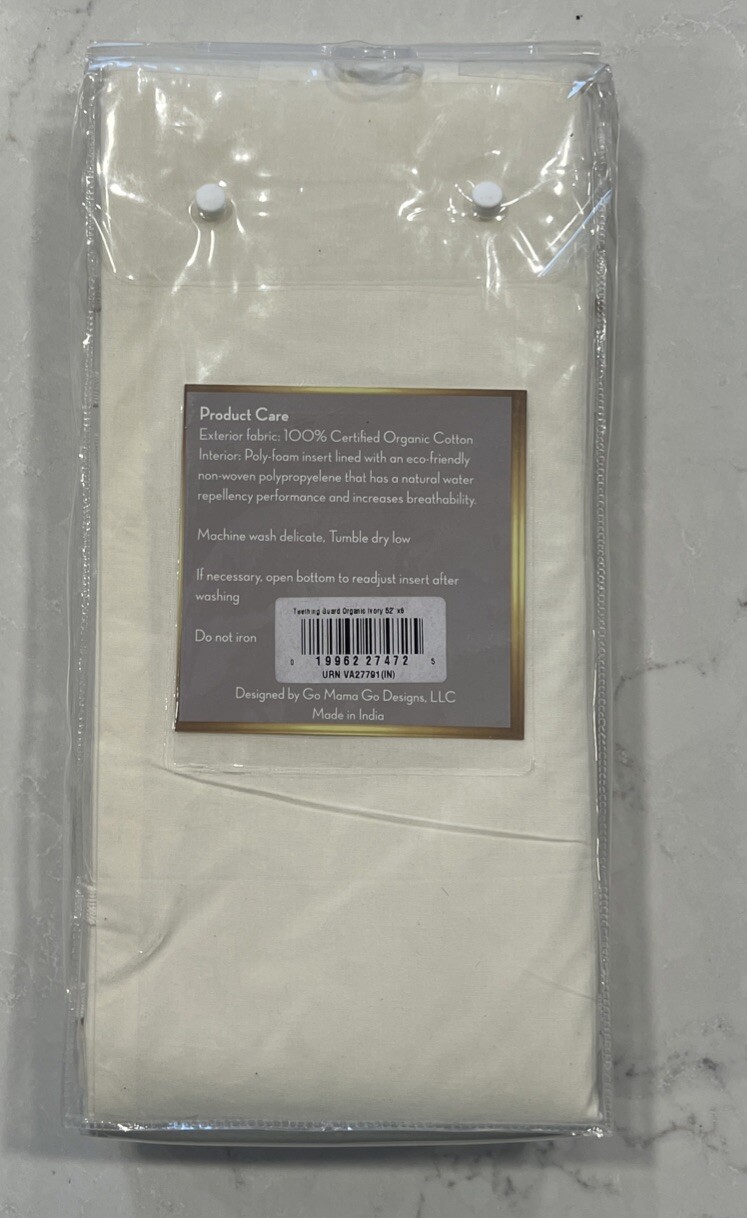 Product Care
Exterior fabric: 100% Certified Organic Cotton
Interior: Poly-foam insert lined with an eco-friendly
non-woven polypropyelene that has a natural water
repellency performance and increases breathability.
Machine wash delicate, Tumble dry low
If necessary, open bottom to readjust insert after
washing
Do not iron
Teething Guard Organic Ivory 52" x6
0 19962 27472 5
URN VA27791(IN)
Designed by Go Mama Go Designs, LLC
Made in India